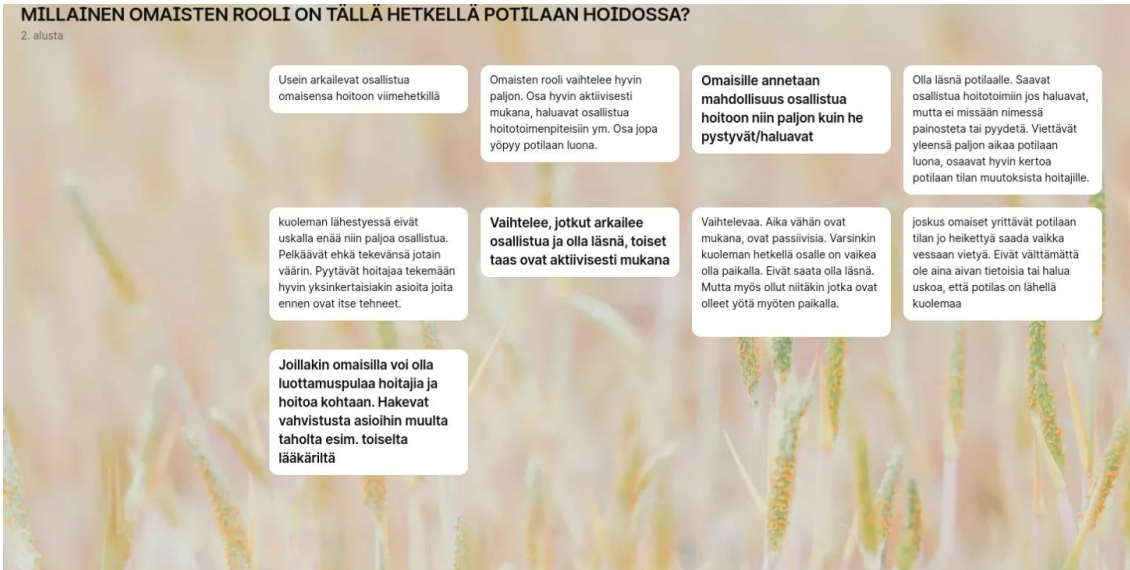 MILLAINEN OMAISTEN ROOLI ON TÄLLÄ HETKELLÄ POTILAAN HOIDOSSA?
2. alusta
Usein arkailevat osallistua
omaisensa hoitoon viimehetkillä
Omaisten rooli vaihtelee hyvin
paljon. Osa hyvin aktiivisesti
mukana, haluavat osallistua
hoitotoimenpiteisiin ym. Osa jopa
yöpyy potilaan luona.
Omaisille annetaan
mahdollisuus osallistua
hoitoon niin paljon kuin he
pystyvät/haluavat
Olla läsnä potilaalle. Saavat
osallistua hoitotoimiin jos haluavat,
mutta ei missään nimessä
painosteta tai pyydetä. Viettävät
yleensä paljon aikaa potilaan
luona, osaavat hyvin kertoa
potilaan tilan muutoksista hoitajille.
kuoleman lähestyessä eivät
uskalla enää niin paljoa osallistua.
Pelkäävät ehkä tekevänsä jotain
väärin. Pyytävät hoitajaa tekemään
hyvin yksinkertaisiakin asioita joita
ennen ovat itse tehneet.
Vaihtelee, jotkut arkailee
osallistua ja olla läsnä, toiset
taas ovat aktiivisesti mukana
Vaihtelevaa. Aika vähän ovat
mukana, ovat passiivisia. Varsinkin
kuoleman hetkellä osalle on vaikea
olla paikalla. Eivät saata olla läsnä.
Mutta myös ollut niitäkin jotka ovat
olleet yötä myöten paikalla.
joskus omaiset yrittävät potilaan
tilan jo heikettyä saada vaikka
vessaan vietyä. Eivät välttämättä
ole aina aivan tietoisia tai halua
uskoa, että potilas on lähellä
kuolemaa
Joillakin omaisilla voi olla
luottamuspulaa hoitajia ja
hoitoa kohtaan. Hakevat
vahvistusta asioihin muulta
taholta esim. toiselta
lääkäriltä